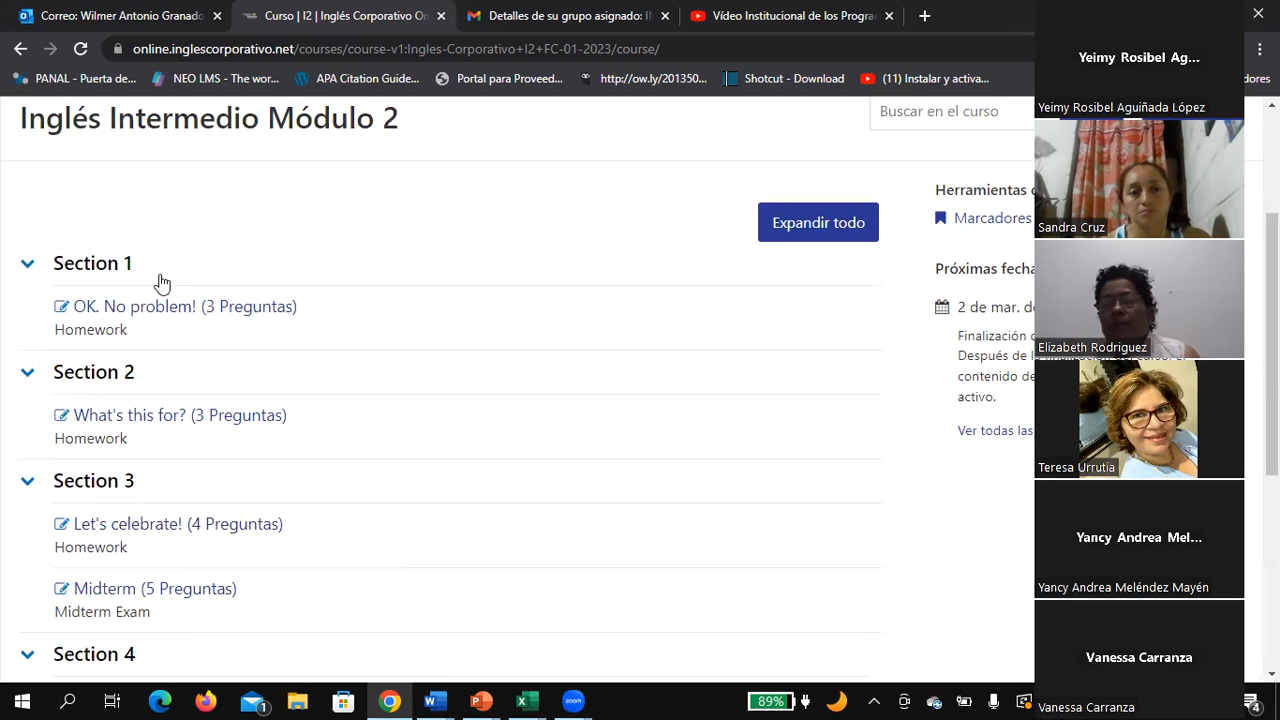 Correo: Wilmer Antonio Granado
Curso | I2 | Inglés Corporativo On
Detalles de su grupo asignado: I
Vídeo Institucional de los Progra
online.inglescorporativo.net/courses/course-v1:Ingles-Corporativo+I2+FC-01-2023/course/
PANAL - Puerta de...
NEO LMS - The wor...
APA Citation Guide...
Portal para Proveed...
http://ow.ly/201350...
Shotcut - Download
(11) Instalar y activa...
adores
Inglés Intermedio Módulo 2
Buscar en el curso
Expandir todo
Section 1
OK. No problem! (3 Preguntas)
Homework
Section 2
What's this for? (3 Preguntas)
Homework
Section 3
Let's celebrate! (4 Preguntas)
Homework
Midterm (5 Preguntas)
Midterm Exam
Section 4
Herramientas
Marcadores
Próximas fecha
2 de mar. de
Finalización
Después de
contenido de
activo.
Ver todas las
Yeimy Rosibel Ag...
Yeimy Rosibel Aguiñada López
Sandra Cruz
Elizabeth Rodriguez
Teresa Urrutia
Yancy Andrea Mel...
Yancy Andrea Meléndez Mayén
Vanessa Carranza
Vanessa Carranza
1
89%
4